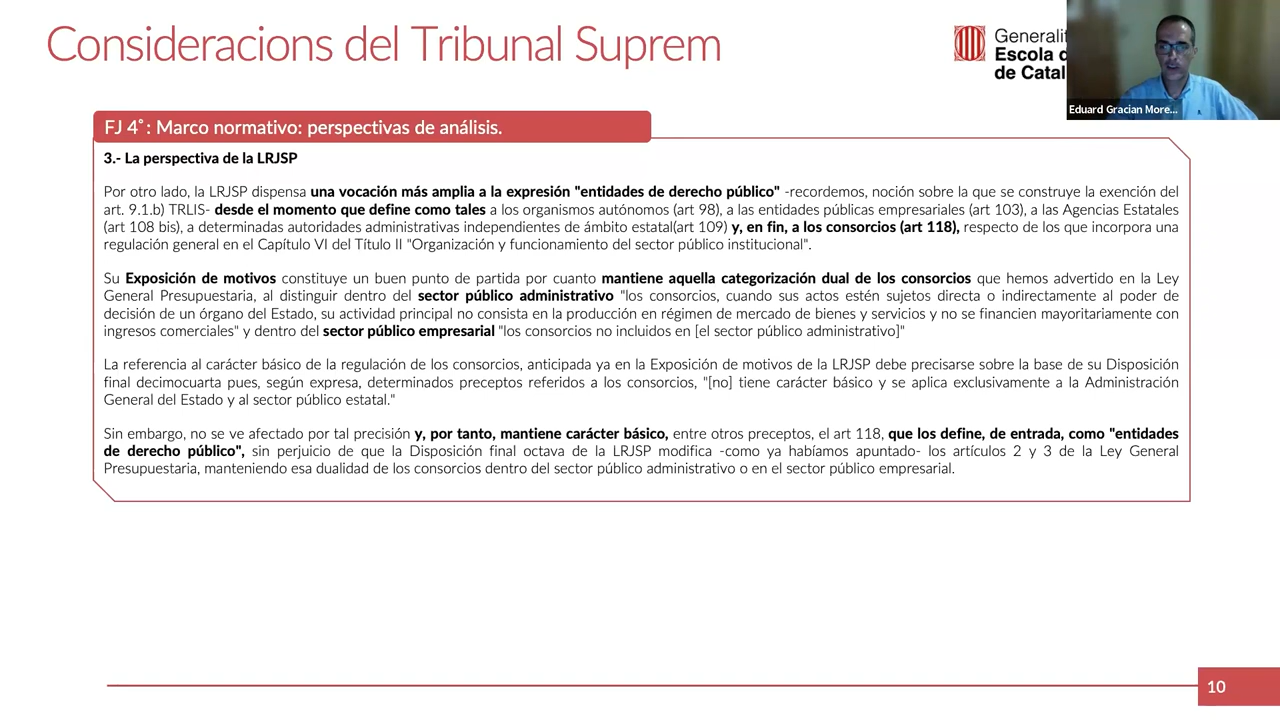 Consideracions del Tribunal Suprem
Generalit
Escola d
de Catal
Eduard Gracian More...
FJ 4º: Marco normativo: perspectivas de análisis.
3.- La perspectiva de la LRJSP
Por otro lado, la LRJSP dispensa una vocación más amplia a la expresión "entidades de derecho público" -recordemos, noción sobre la que se construye la exención del
art. 9.1.b) TRLIS- desde el momento que define como tales a los organismos autónomos (art 98), a las entidades públicas empresariales (art 103), a las Agencias Estatales
(art 108 bis), a determinadas autoridades administrativas independientes de ámbito estatal(art 109) y, en fin, a los consorcios (art 118), respecto de los que incorpora una
regulación general en el Capítulo VI del Título II "Organización y funcionamiento del sector público institucional".
Su Exposición de motivos constituye un buen punto de partida por cuanto mantiene aquella categorización dual de los consorcios que hemos advertido en la Ley
General Presupuestaria, al distinguir dentro del sector público administrativo "los consorcios, cuando sus actos estén sujetos directa o indirectamente al poder de
decisión de un órgano del Estado, su actividad principal no consista en la producción en régimen de mercado de bienes y servicios y no se financien mayoritariamente con
ingresos comerciales" y dentro del sector público empresarial "los consorcios no incluidos en [el sector público administrativo]"
La referencia al carácter básico de la regulación de los consorcios, anticipada ya en la Exposición de motivos de la LRJSP debe precisarse sobre la base de su Disposición
final decimocuarta pues, según expresa, determinados preceptos referidos a los consorcios, "[no] tiene carácter básico y se aplica exclusivamente a la Administración
General del Estado y al sector público estatal."
Sin embargo, no se ve afectado por tal precisión y, por tanto, mantiene carácter básico, entre otros preceptos, el art 118, que los define, de entrada, como "entidades
de derecho público", sin perjuicio de que la Disposición final octava de la LRJSP modifica -como ya habíamos apuntado- los artículos 2 y 3 de la Ley General
Presupuestaria, manteniendo esa dualidad de los consorcios dentro del sector público administrativo o en el sector público empresarial.
10